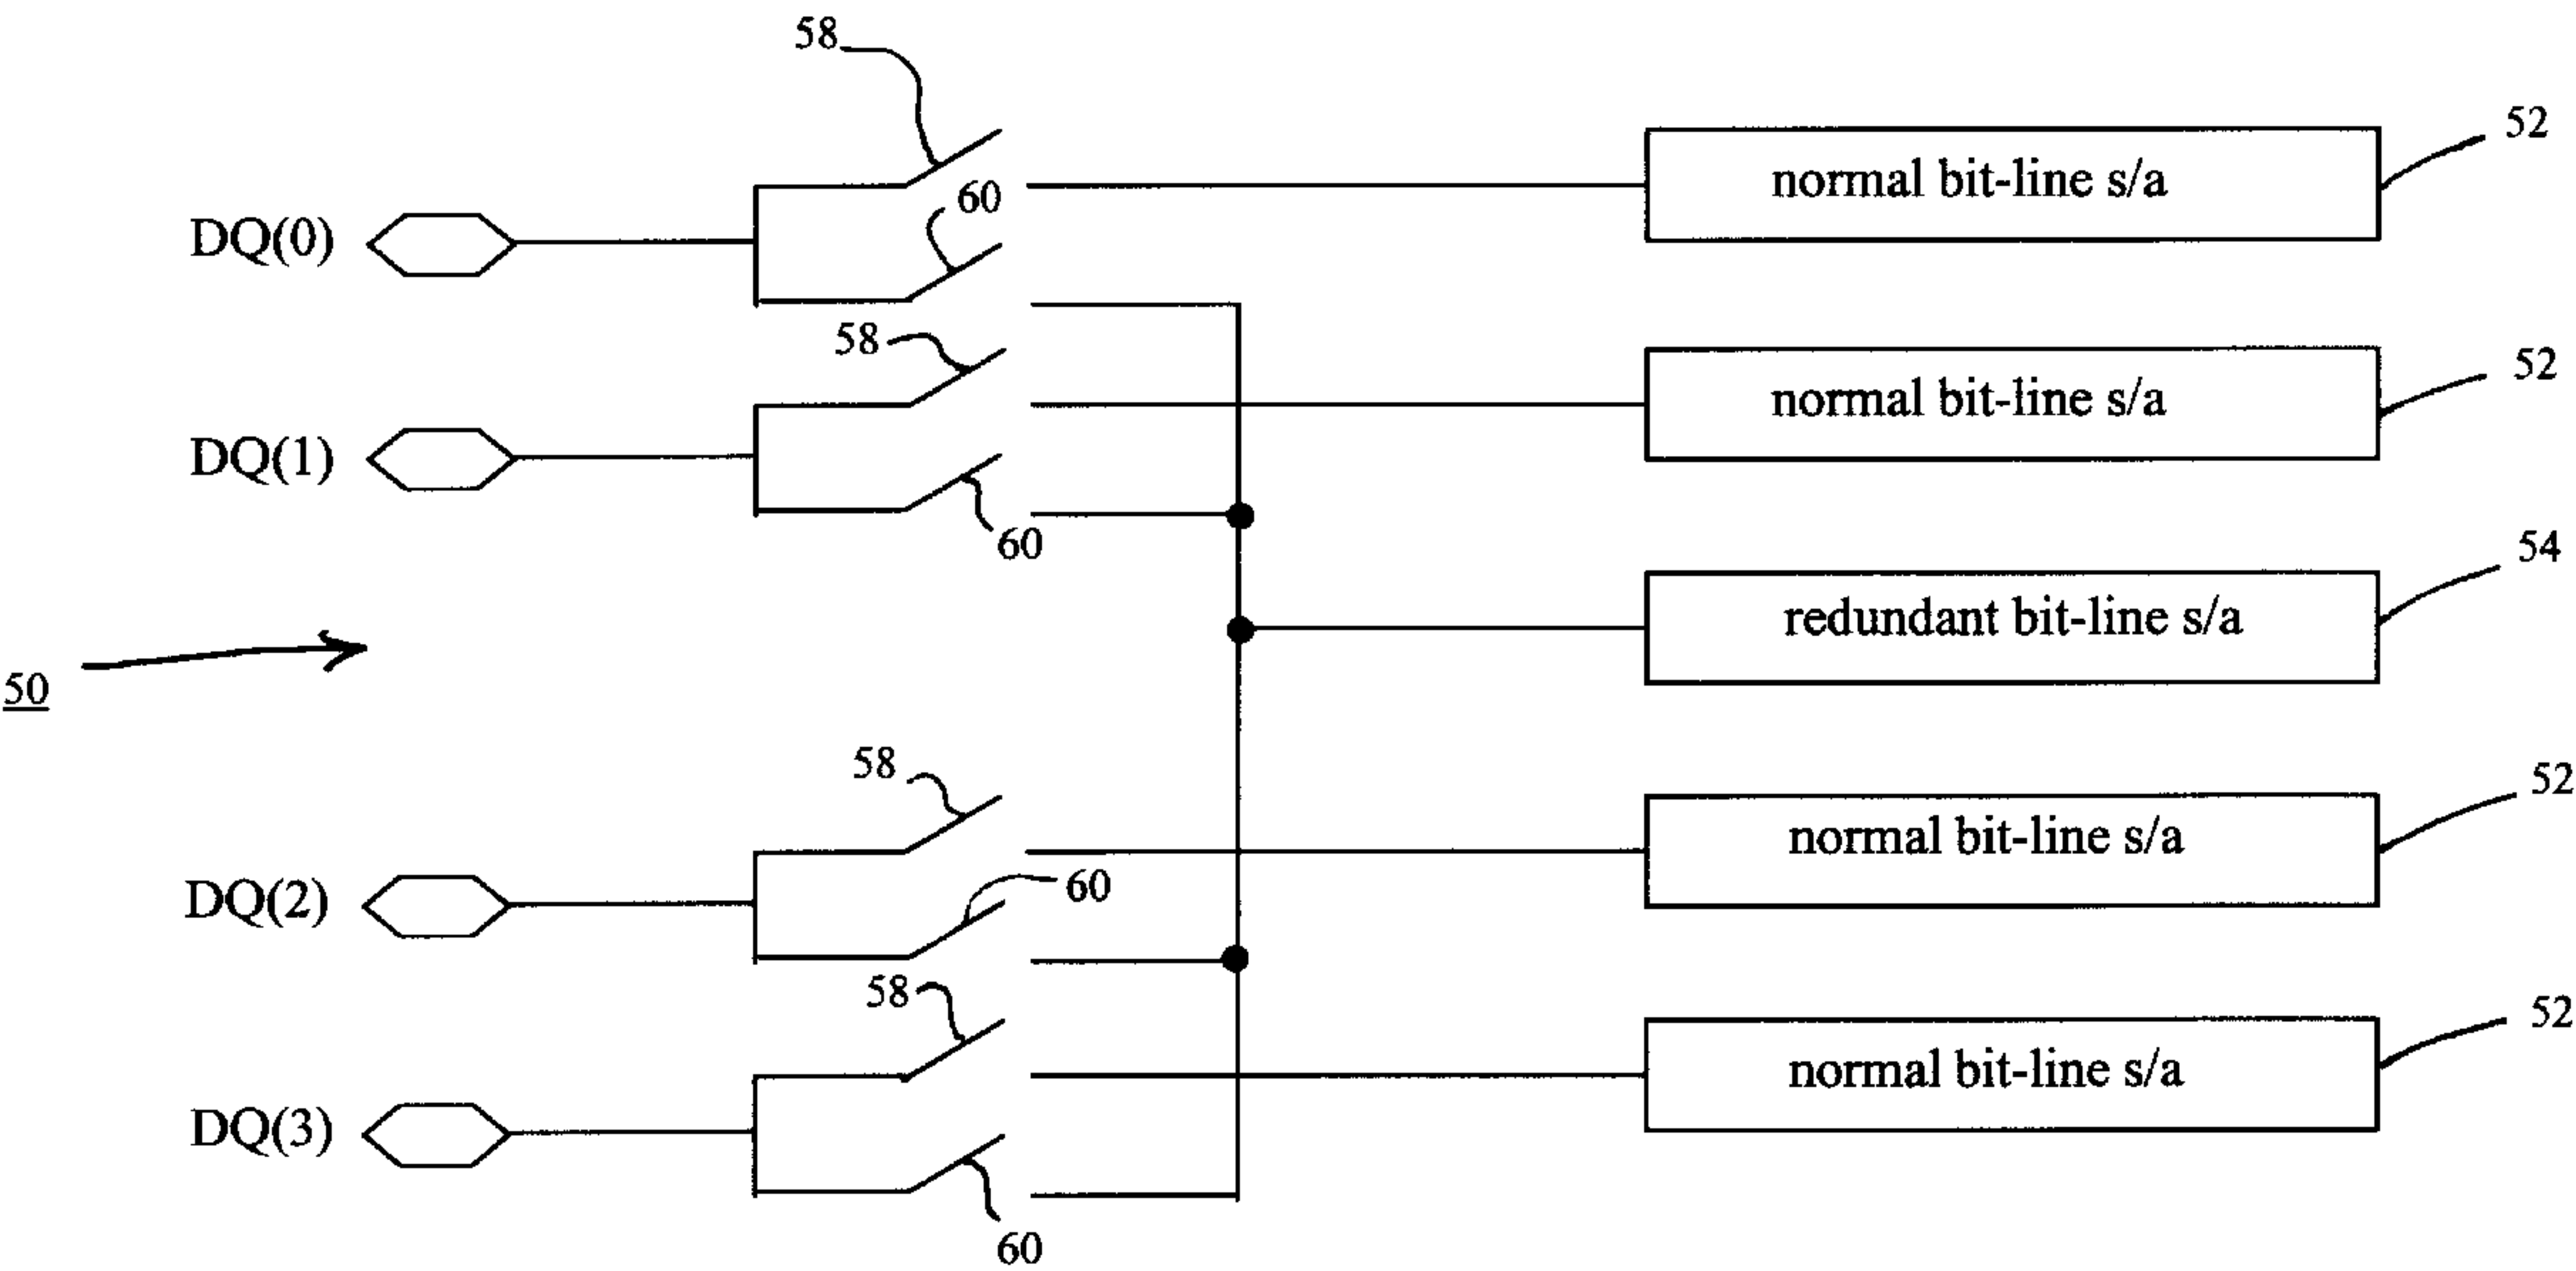 58
52
normal bit-line s/a
60
DQ(0)
58
52
normal bit-line s/a
DQ(1)
60
54
redundant bit-line s/a
50
58
52
normal bit-line s/a
60
DQ(2)
58
52
normal bit-line s/a
DQ(3)
60